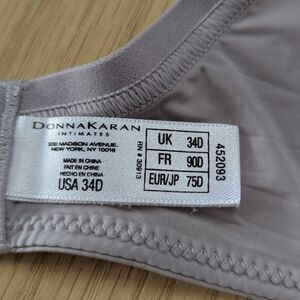 DONNAKARAN
INTIMATES
200 MADISON AVENUE.
NEW YORK, NY 10016
MADE IN CHINA
FAIT EN CHINE
HECHO EN CHINA
USA 34D
RN # 30913
UK 34D
FR 90D
EUR/JP 75D
452093